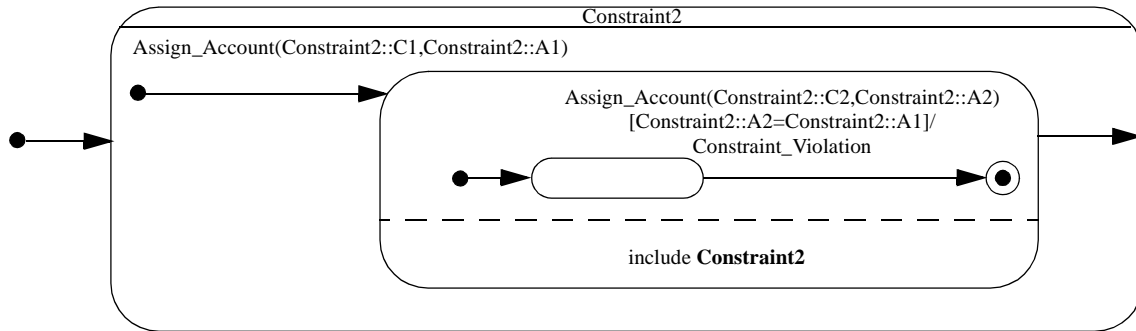 Constraint2
Assign_Account(Constraint2::C1,Constraint2::A1)
Assign_Account(Constraint2::C2,Constraint2::A2)
[Constraint2::A2=Constraint2::A1]/
Constraint_Violation
include Constraint2